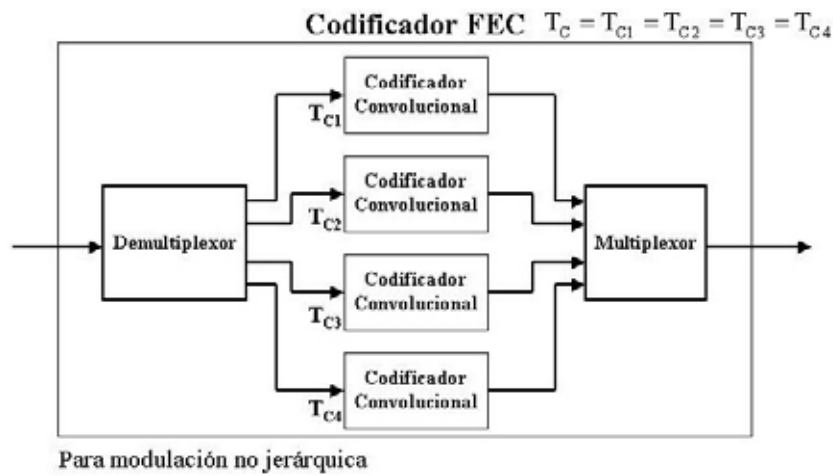 Codificador FEC T_C = T_C1 = T_C2 = T_C3 = T_C4
Codificador
Convolucional
T_C1
Codificador
Convolucional
T_C2
Demultiplexor
Multiplexor
Codificador
Convolucional
T_C3
Codificador
Convolucional
T_C4
Para modulación no jerárquica